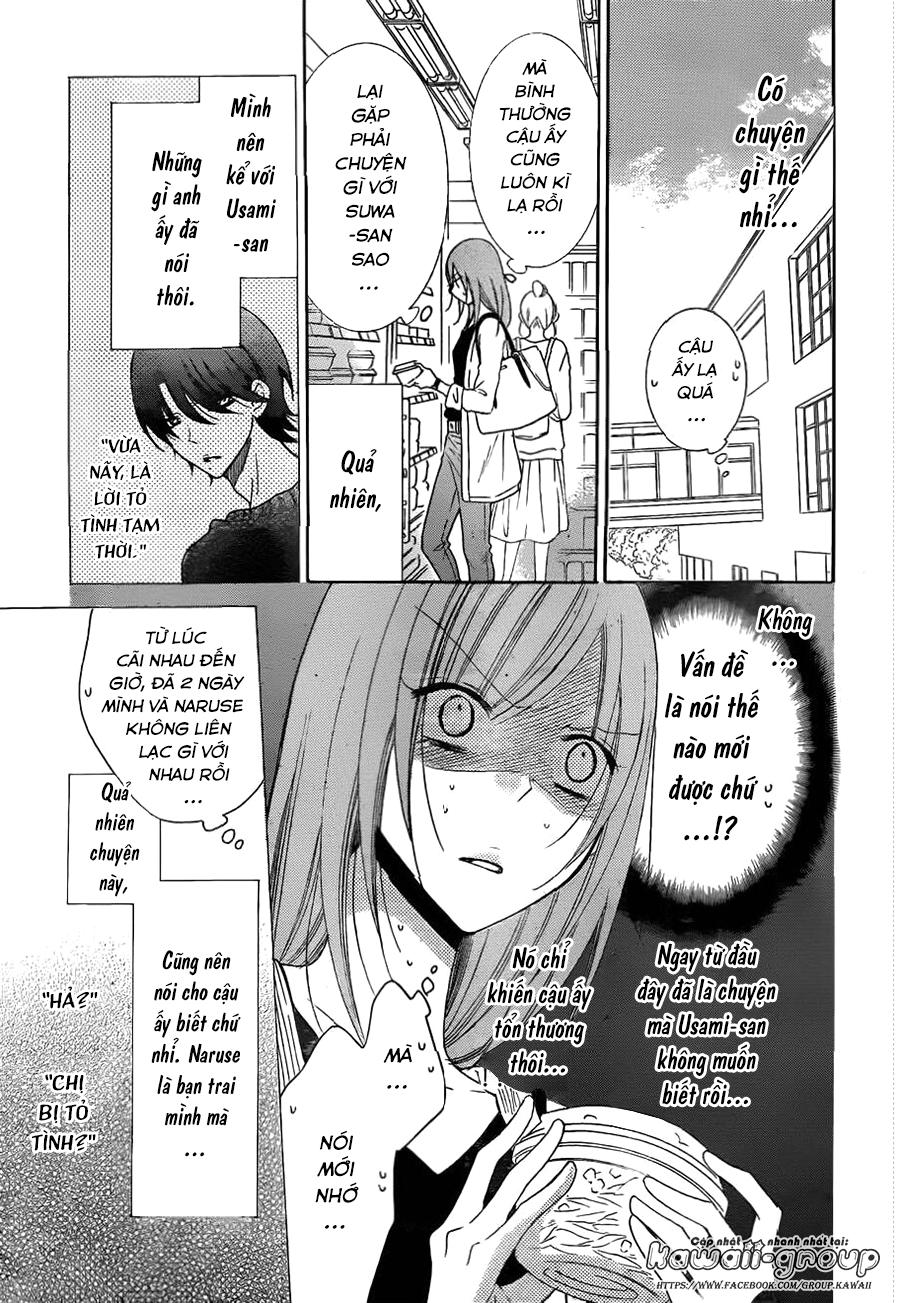 Có
chuyện
gì thế
nhỉ...
CẬU
ẤY LẠ
QUÁ
...
MÀ
BÌNH
THƯỜNG
CẬU ẤY
CŨNG
LUÔN KÌ
LẠ RỒI
...
LẠI
GẶP
PHẢI
CHUYỆN
GÌ VỚI
SUWA
-SAN
SAO
...
Quả
nhiên,
Mình
nên
kể với
Usami
-san
Những
gì anh
ấy đã
nói
thôi.
"VƯA
NÃY, LÀ
LỜI TỎ
TÌNH TẠM
THỜI."
Không
...
Vấn đề
là nói thế
nào mới
được chứ
...!?
Ngay từ đầu
đây đã là chuyện
mà Usami-san
không muốn
biết rồi...
Nó chỉ
khiến cậu ấy
tổn thương
thôi...
MÀ
...
NÓI
MỚI
NHỚ
...
TỪ LÚC
CÃI NHAU ĐẾN
GIỜ, ĐÃ 2 NGÀY
MÌNH VÀ NARUSE
KHÔNG LIÊN
LẠC GÌ VỚI
NHAU RỒI
...
Quả
nhiên
chuyện
này,
Cũng nên
nói cho cậu
ấy biết chứ
nhỉ. Naruse
là bạn trai
mình mà
...
"HẢ?"
"CHỊ
BỊ TỎ
TÌNH?"
Cập nhật nhanh nhất tại:
kawaii-group
HTTPS://WWW.FACEBOOK.COM/GROUP.KAWAII